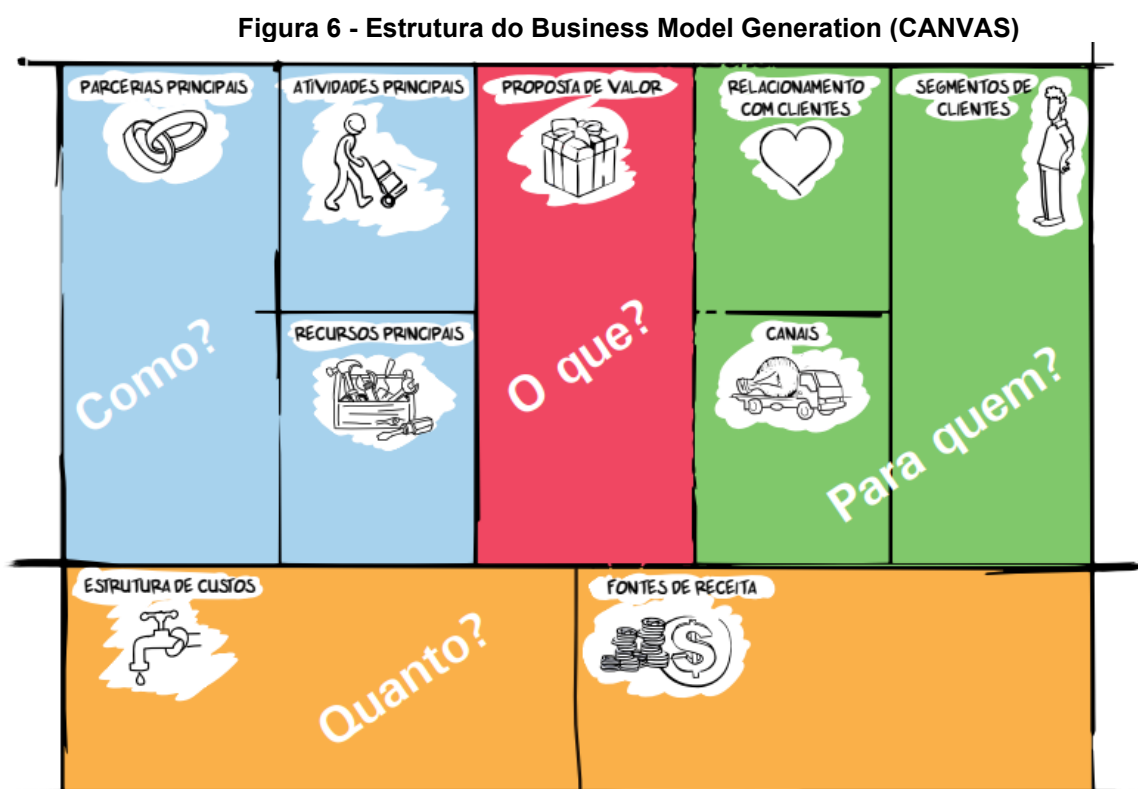 Figura 6 - Estrutura do Business Model Generation (CANVAS)
PARCERIAS PRINCIPAIS
Como?
ATIVIDADES PRINCIPAIS
RECURSOS PRINCIPAIS
PROPOSTA DE VALOR
O que?
RELACIONAMENTO
COM CLIENTES
CANAIS
SEGMENTOS DE
CLIENTES
Para quem?
ESTRUTURA DE CUSTOS
Quanto?
FONTES DE RECEITA
$